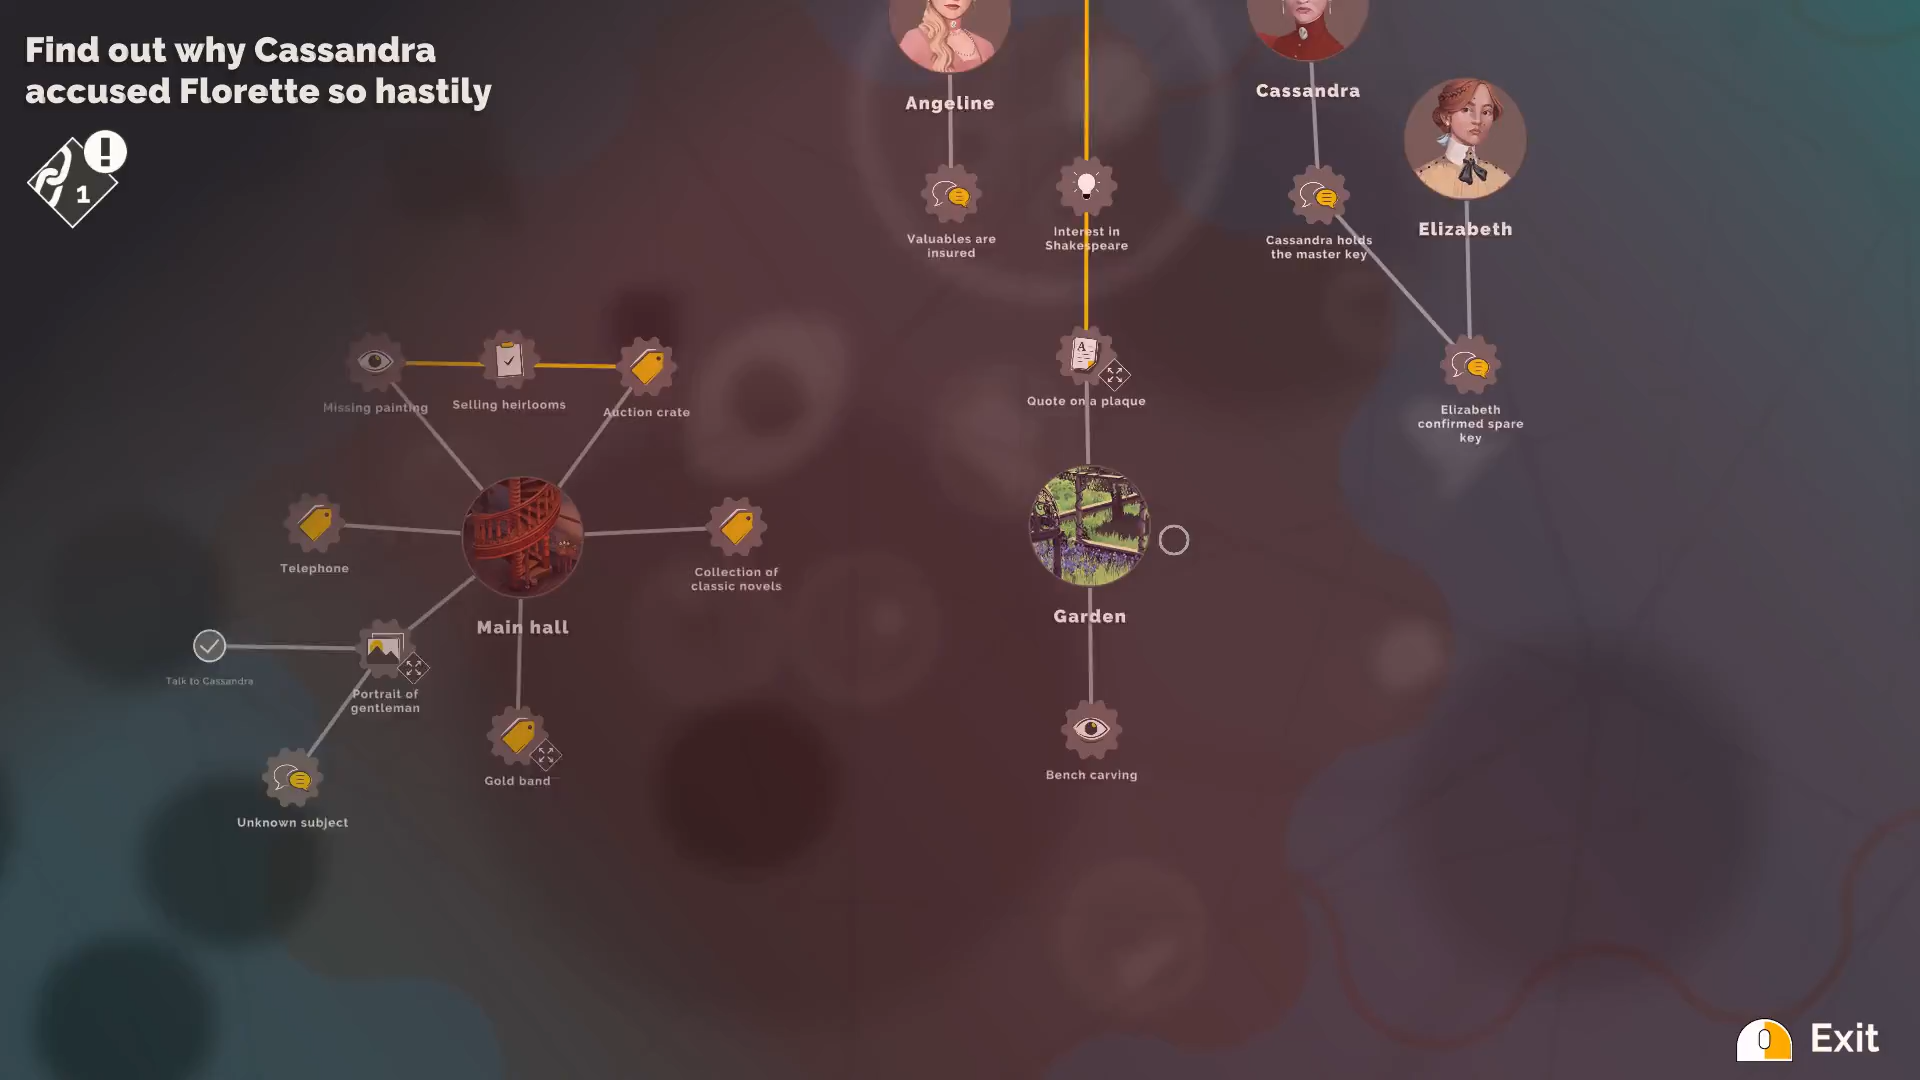 Find out why Cassandra
accused Florette so hastily
1
Angeline
Cassandra
Elizabeth
Valuables are
insured
Interest in
Shakespeare
Cassandra holds
the master key
Missing painting
Selling heirlooms
Auction crate
Quote on a plaque
Elizabeth
confirmed spare
key
Telephone
Main hall
Collection of
classic novels
Garden
Talk to Cassandra
Portrait of
gentleman
Gold band
Bench carving
Unknown subject
Exit